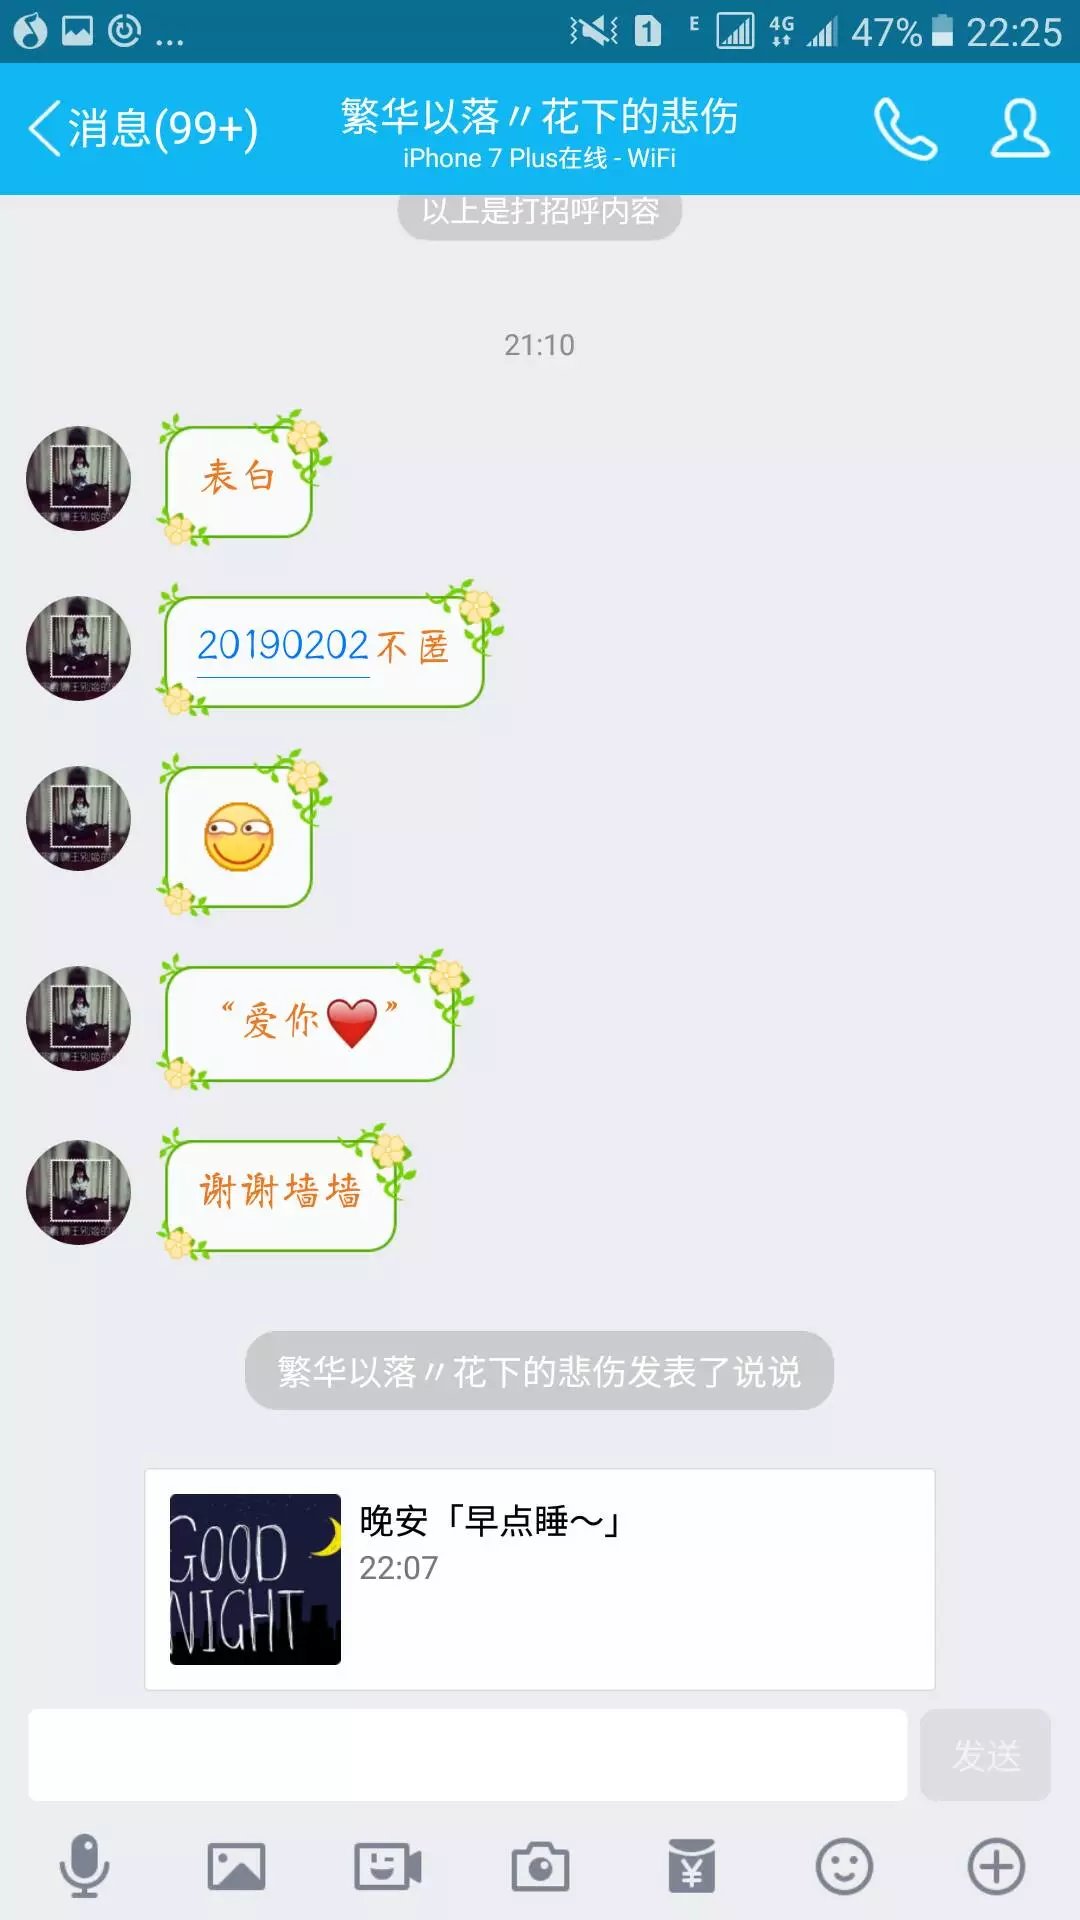 1 E 4G 47% 22:25
消息(99+)
繁华以落〃花下的悲伤
iPhone 7 Plus在线 - WiFi
以上是打招呼内容
21:10
表白
20190202不匿
“爱你❤”
谢谢墙墙
繁华以落〃花下的悲伤发表了说说
GOOD
NIGHT
晚安「早点睡～」
22:07
发送